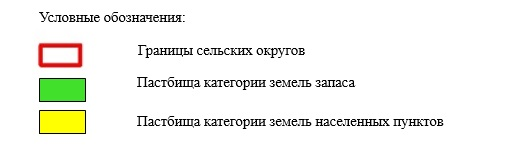 Условные обозначения:
Границы сельских округов
Пастбища категории земель запаса
Пастбища категории земель населенных пунктов